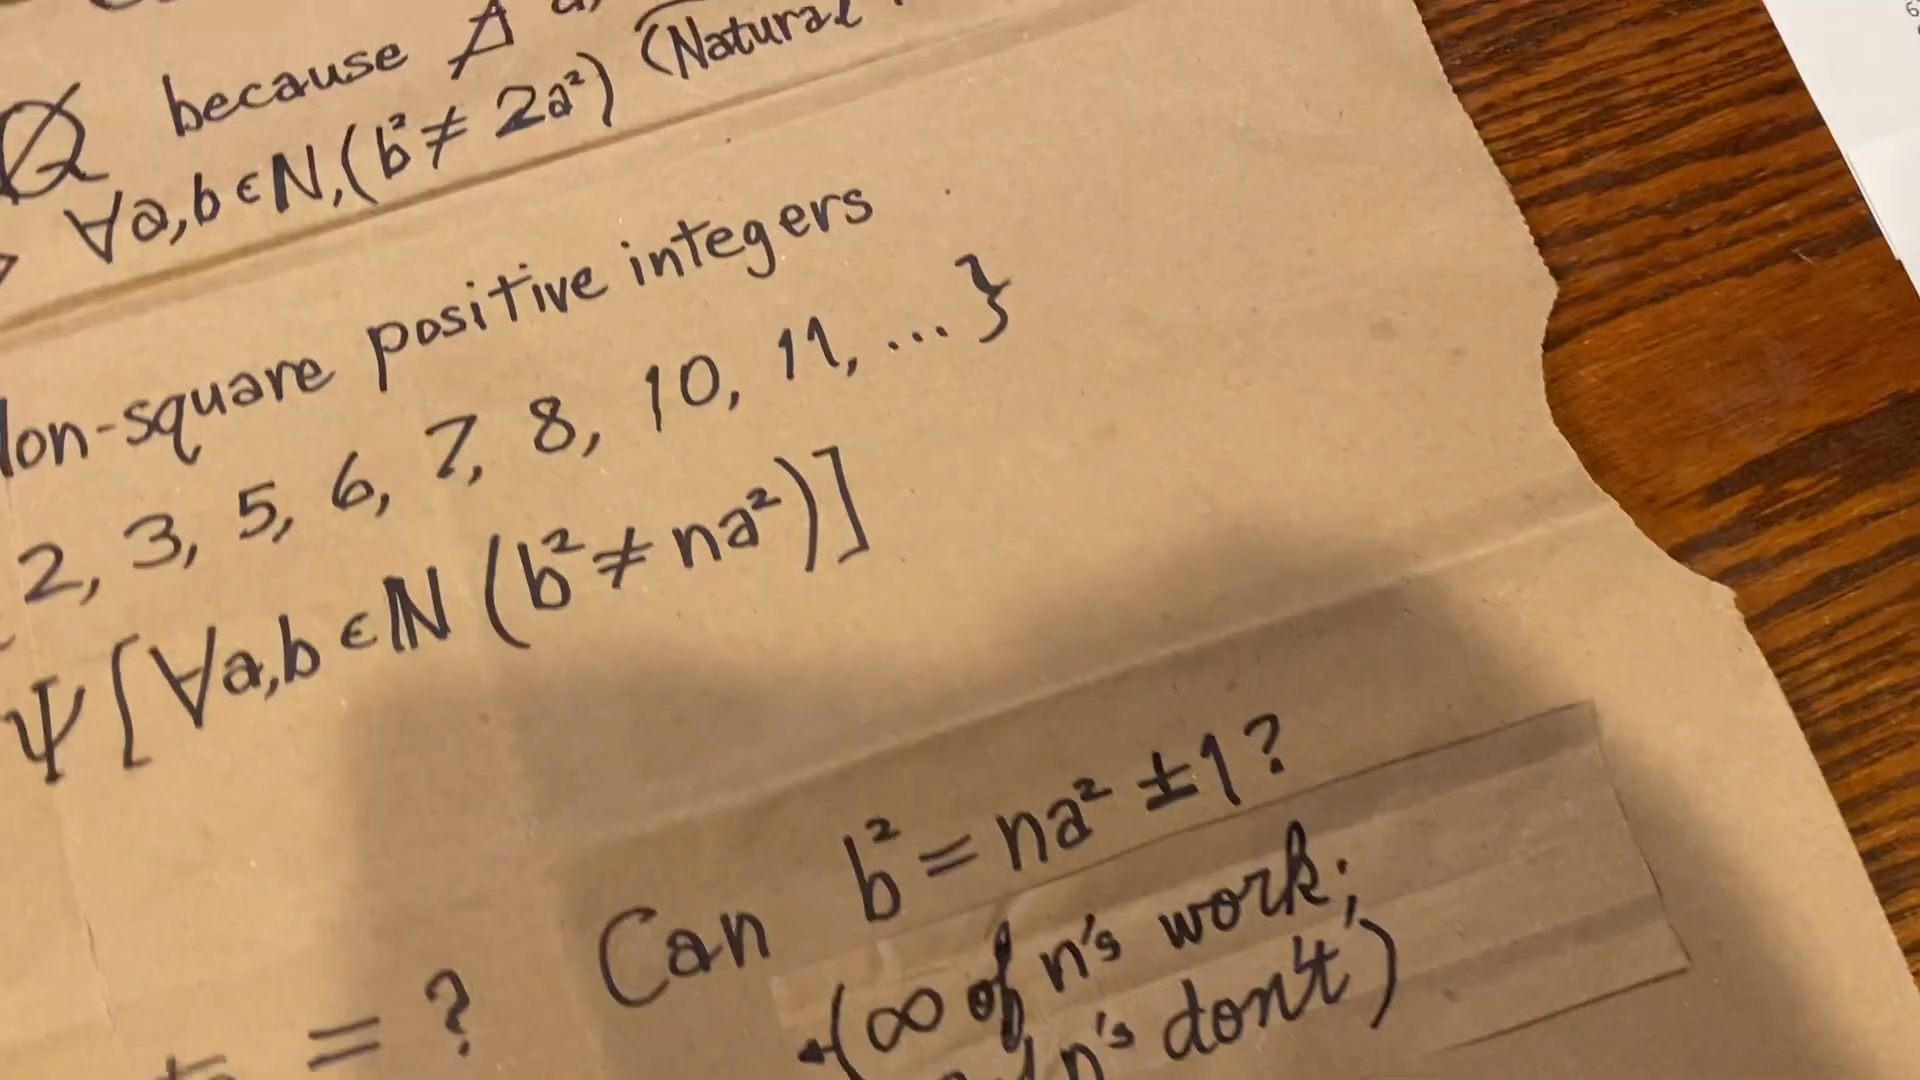 because
∀a,b∈N,(b²≠2a²) (Natural
Non-square positive integers
2, 3, 5, 6, 7, 8, 10, 11, ...}
Ψ[∀a,b∈ℕ(b²≠na²)]
Can b²=na²±1?
(∞ of n's work;
n's don't)
= ?